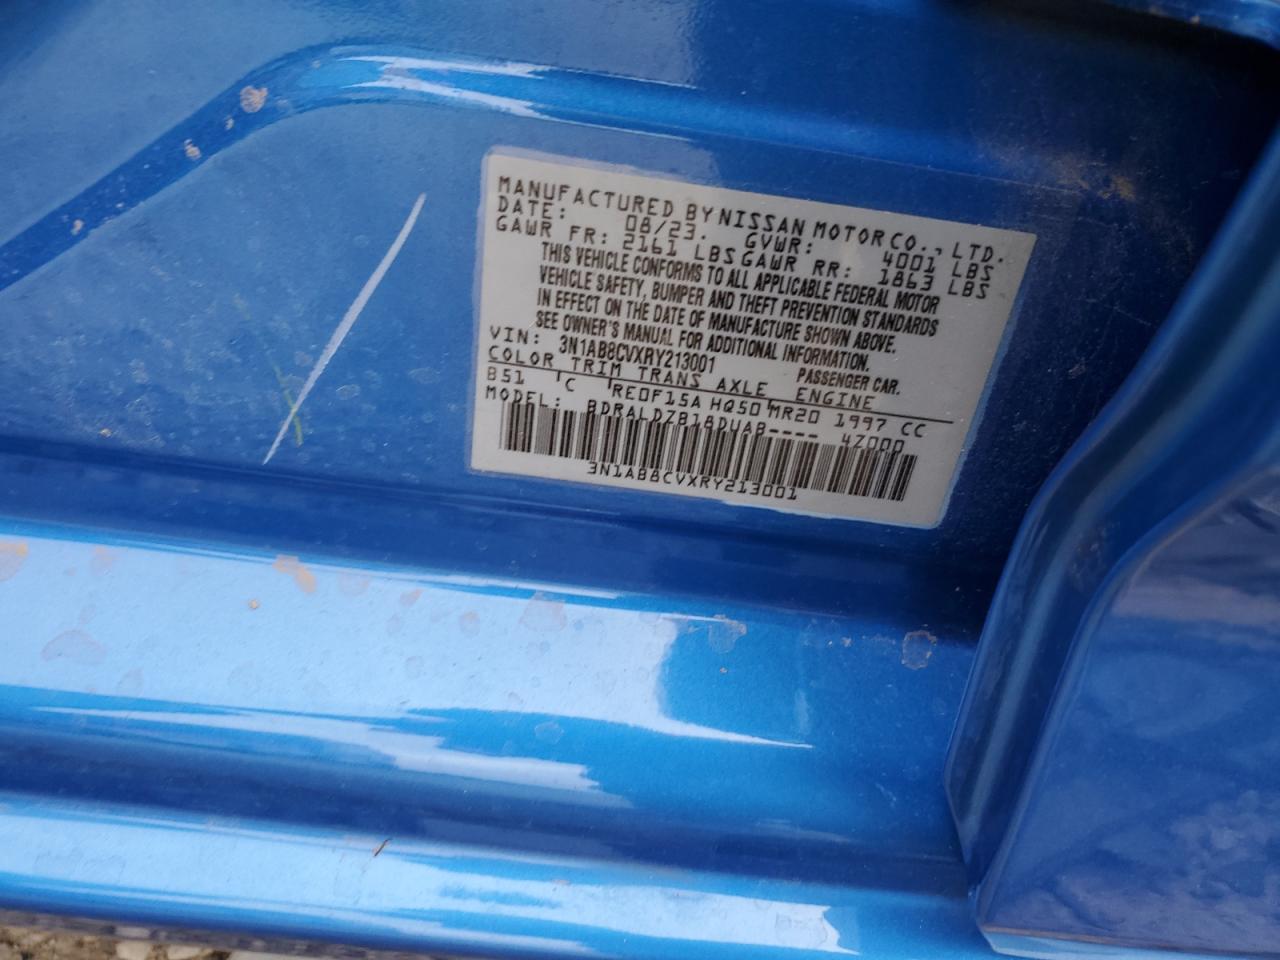 MANUFACTURED BY NISSAN MOTOR CO., LTD.
DATE: 08/23. GVWR: 4001 LBS
GAWR FR: 2161 LBS GAWR RR: 1863 LBS
THIS VEHICLE CONFORMS TO ALL APPLICABLE FEDERAL MOTOR
VEHICLE SAFETY, BUMPER AND THEFT PREVENTION STANDARDS
IN EFFECT ON THE DATE OF MANUFACTURE SHOWN ABOVE.
SEE OWNER'S MANUAL FOR ADDITIONAL INFORMATION.
VIN: 3N1AB8CVXRY213001 PASSENGER CAR.
COLOR TRIM TRANS AXLE ENGINE
B51 C RE0F15A HQ50 MR20 1997 CC
MODEL: BDRALDZB18DUAB---- 4Z000
3N1AB8CVXRY213001